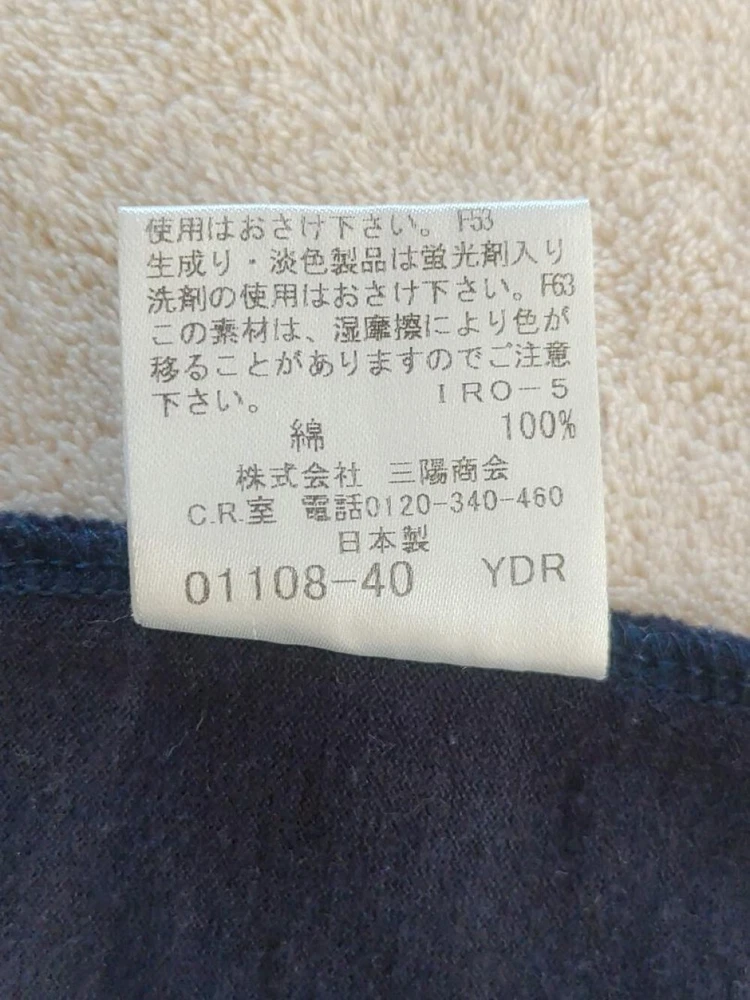 使用はおさけ下さい。 F53
生成り・淡色製品は蛍光剤入り
洗剤の使用はおさけ下さい。 F63
この素材は、湿摩擦により色が
移ることがありますのでご注意
下さい。 IRO-5
綿 100%
株式会社 三陽商会
C.R.室 電話0120-340-460
日本製
01108-40 YDR